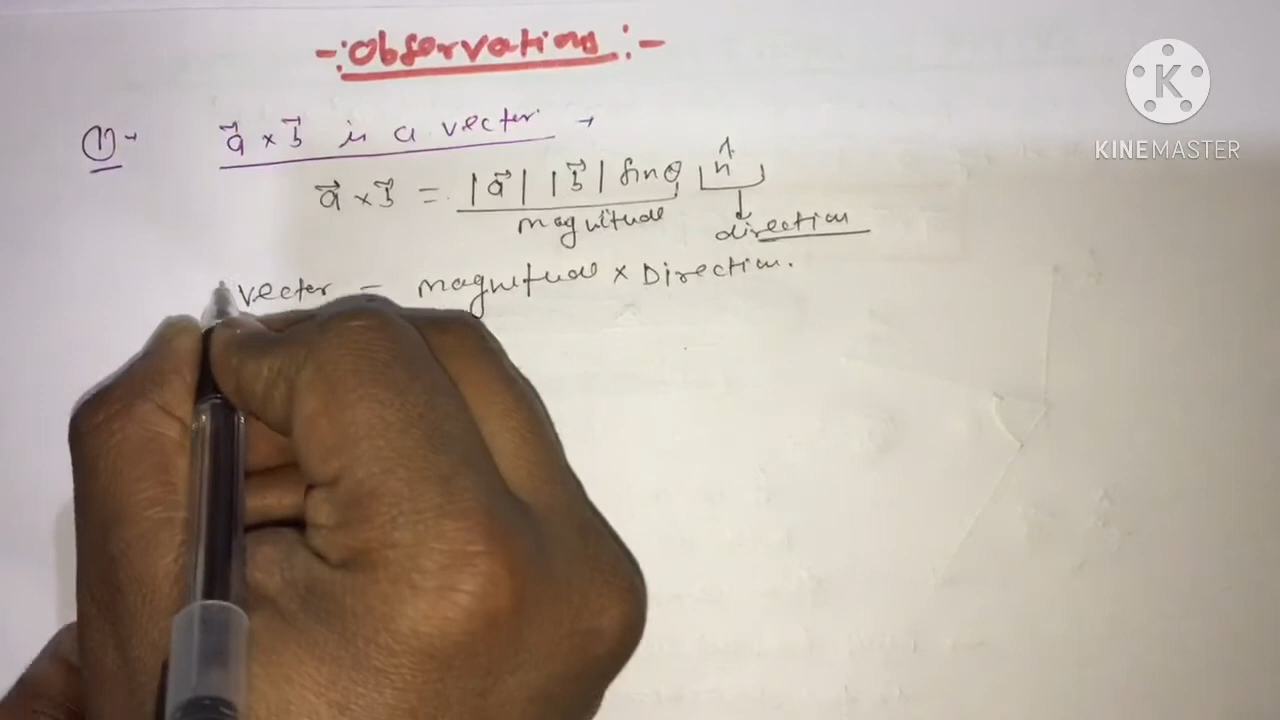 -: Observations :-
K
KINEMASTER
①- a⃗ × b⃗ is a vector →
a⃗ × b⃗ = |a⃗| |b⃗| sinθ n̂
magnitude direction
vector = magnitude × Direction.